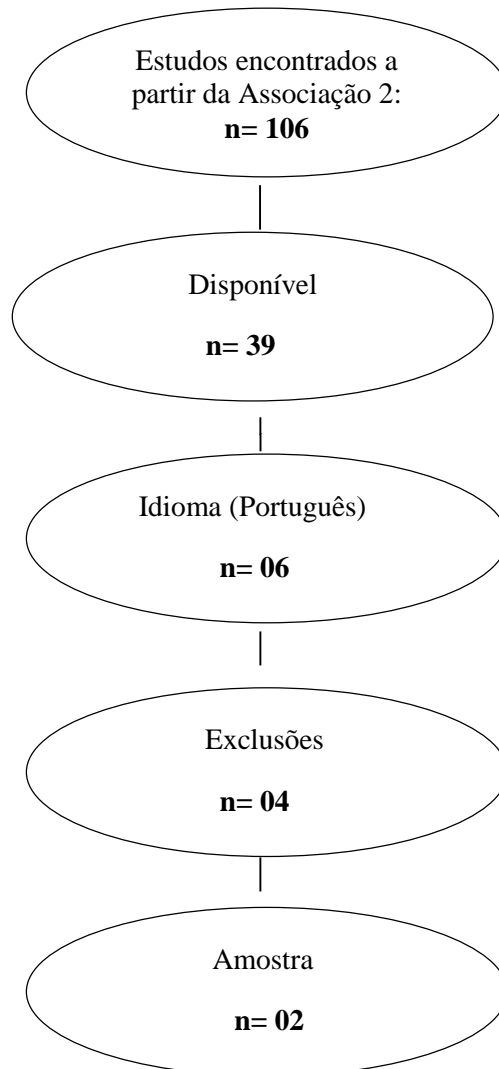 Estudos encontrados a
partir da Associação 2:
n= 106
Disponível
n= 39
Idioma (Português)
n= 06
Exclusões
n= 04
Amostra
n= 02